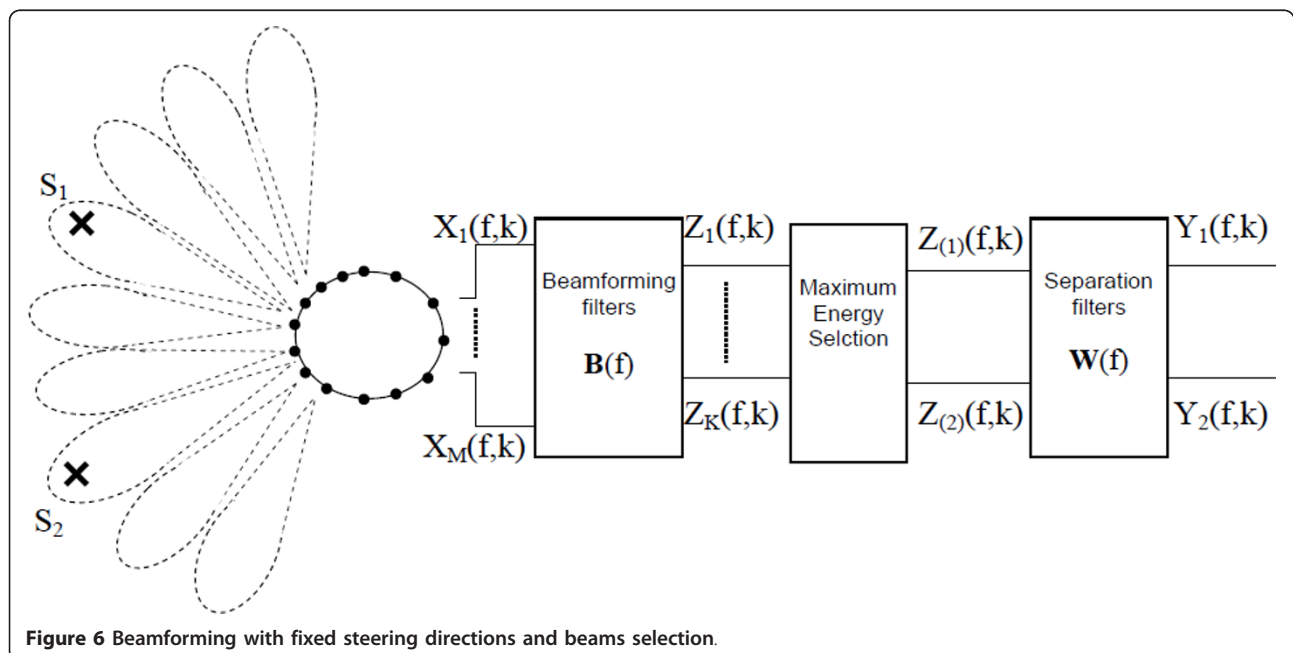 S1
S2
X1(f,k)
XM(f,k)
Beamforming
filters
B(f)
Z1(f,k)
ZK(f,k)
Maximum
Energy
Selction
Z(1)(f,k)
Z(2)(f,k)
Separation
filters
W(f)
Y1(f,k)
Y2(f,k)
Figure 6 Beamforming with fixed steering directions and beams selection.